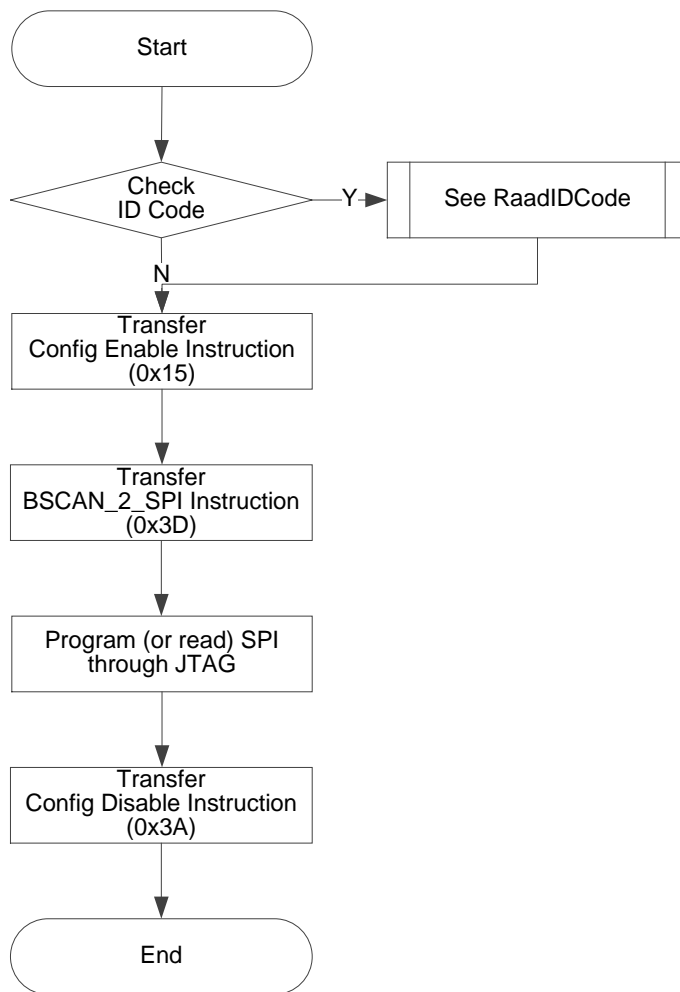 Start
Check
ID Code
Y
See RaadIDCode
N
Transfer
Config Enable Instruction
(0x15)
Transfer
BSCAN_2_SPI Instruction
(0x3D)
Program (or read) SPI
through JTAG
Transfer
Config Disable Instruction
(0x3A)
End